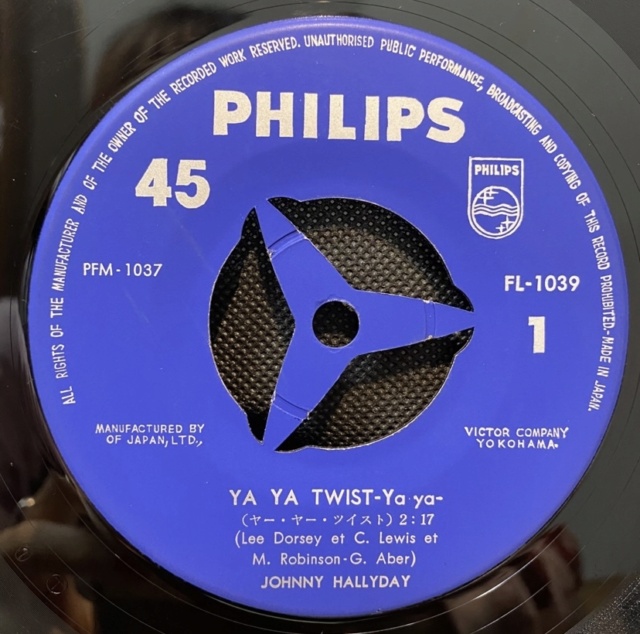 ALL RIGHTS OF THE MANUFACTURER AND OF THE OWNER OF THE RECORDED WORK RESERVED. UNAUTHORISED PUBLIC PERFORMANCE, BROADCASTING AND COPYING OF THIS RECORD PROHIBITED.-MADE IN JAPAN.
PHILIPS
45
PHILIPS
PFM-1037
FL-1039
1
MANUFACTURED BY VICTOR COMPANY
OF JAPAN, LTD., YOKOHAMA.
YA YA TWIST-Ya ya-
(ヤー・ヤー・ツイスト) 2:17
(Lee Dorsey et C. Lewis et
M. Robinson-G. Aber)
JOHNNY HALLYDAY